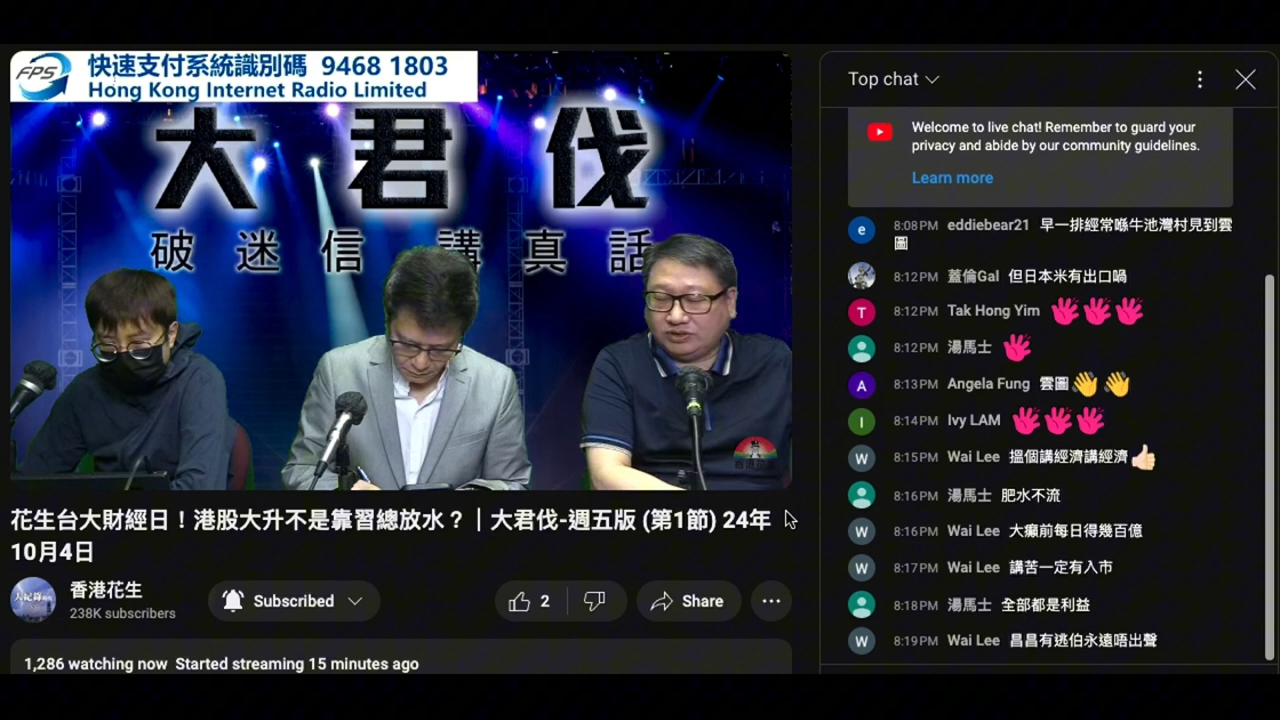 FPS
快速支付系統識別碼 9468 1803
Hong Kong Internet Radio Limited
大君伐
破迷信 講真話
花生台大財經日！港股大升不是靠習總放水？｜大君伐-週五版 (第1節) 24年
10月4日
香港花生
238K subscribers
Subscribed
2
Share
1,286 watching now Started streaming 15 minutes ago
Top chat
Welcome to live chat! Remember to guard your
privacy and abide by our community guidelines.
Learn more
e 8:08PM eddiebear21 早一排經常喺牛池灣村見到雲
圖
8:12PM 蓋倫Gal 但日本米有出口喎
T 8:12PM Tak Hong Yim
8:12PM 湯馬士
A 8:13PM Angela Fung 雲圖👋👋
I 8:14PM Ivy LAM
W 8:15PM Wai Lee 搵個講經濟講經濟👍🏻
8:16PM 湯馬士 肥水不流
W 8:16PM Wai Lee 大癲前每日得幾百億
W 8:17PM Wai Lee 講苦一定有入市
8:18PM 湯馬士 全部都是利益
W 8:19PM Wai Lee 昌昌有逃伯永遠唔出聲